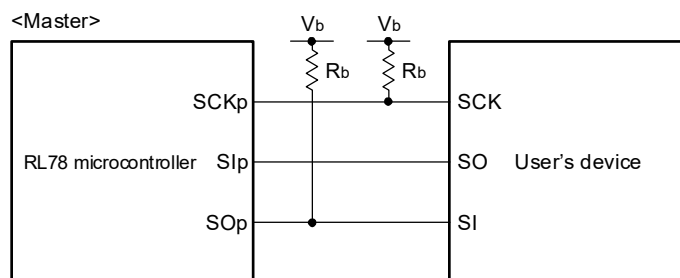 <Master>
Vb Vb
Rb Rb
SCKp SCK
RL78 microcontroller SIp SO User's device
SOp SI